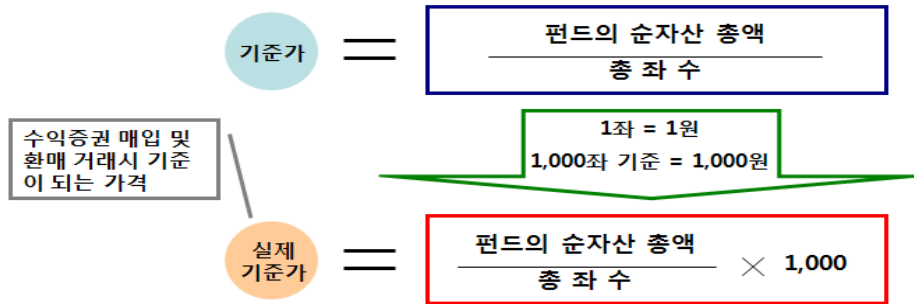 기준가
=
펀드의 순자산 총액
총 좌 수
수익증권 매입 및
환매 거래시 기준
이 되는 가격
1좌 = 1원
1,000좌 기준 = 1,000원
실제
기준가
=
펀드의 순자산 총액
총 좌 수
× 1,000